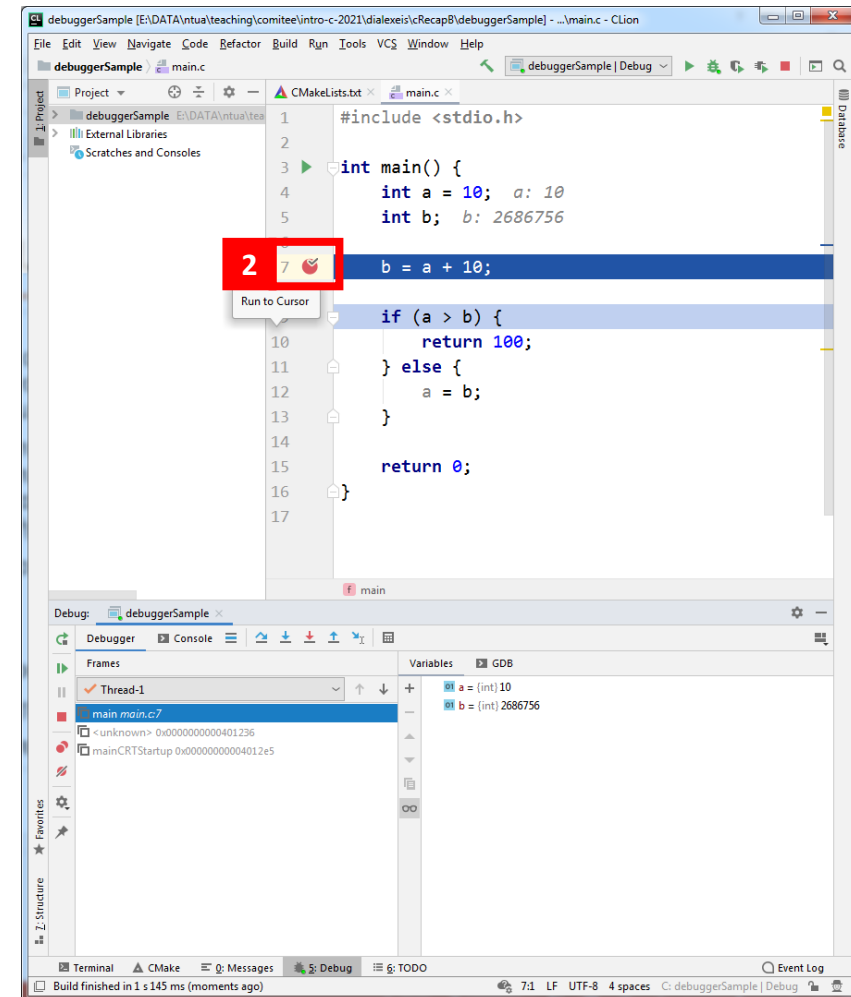 debuggerSample [E:\DATA\ntua\teaching\comitee\intro-c-2021\dialexeis\cRecapB\debuggerSample] - ...\main.c - CLion
File Edit View Navigate Code Refactor Build Run Tools VCS Window Help
debuggerSample main.c debuggerSample | Debug
Project CMakeLists.txt main.c
1: Project
debuggerSample E:\DATA\ntua\tea
External Libraries
Scratches and Consoles
Database
1 #include <stdio.h>
2
3 int main() {
4 int a = 10; a: 10
5 int b; b: 2686756
2
7 b = a + 10;
Run to Cursor
if (a > b) {
10 return 100;
11 } else {
12 a = b;
13 }
14
15 return 0;
16 }
17
f main
Debug: debuggerSample
Debugger Console
Frames Variables GDB
Thread-1
main main.c:7
<unknown> 0x0000000000401236
mainCRTStartup 0x00000000004012e5
01 a = {int} 10
01 b = {int} 2686756
Favorites
Z: Structure
Terminal CMake 0: Messages 5: Debug 6: TODO Event Log
Build finished in 1 s 145 ms (moments ago) 7:1 LF UTF-8 4 spaces C: debuggerSample | Debug